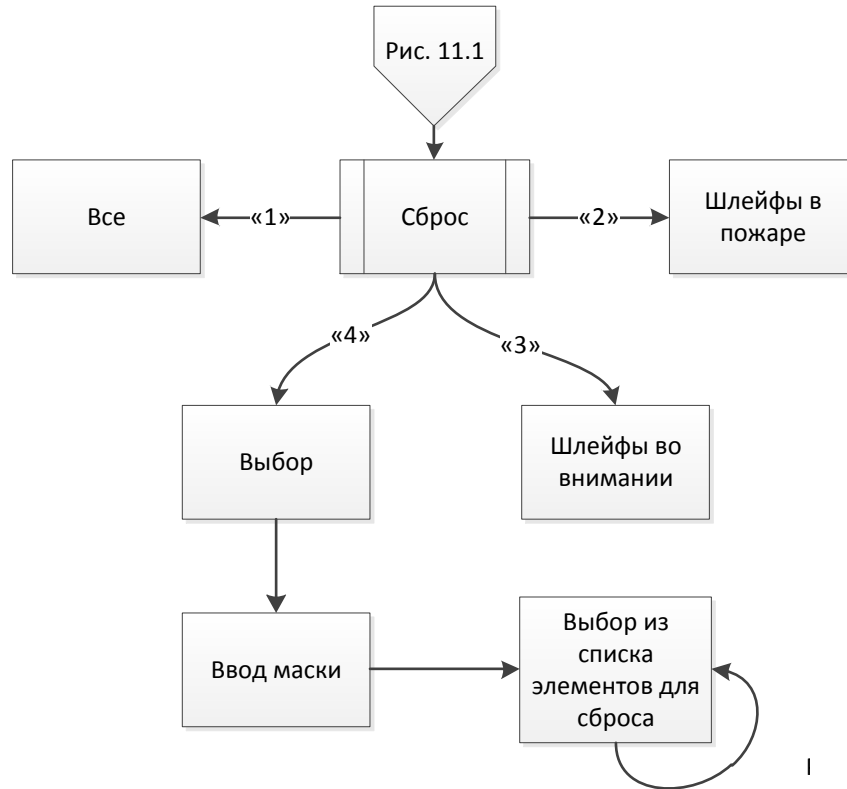 Рис. 11.1
Все
«1»
Сброс
«2»
Шлейфы в
пожаре
«4»
«3»
Выбор
Шлейфы во
внимании
Ввод маски
Выбор из
списка
элементов для
сброса
I